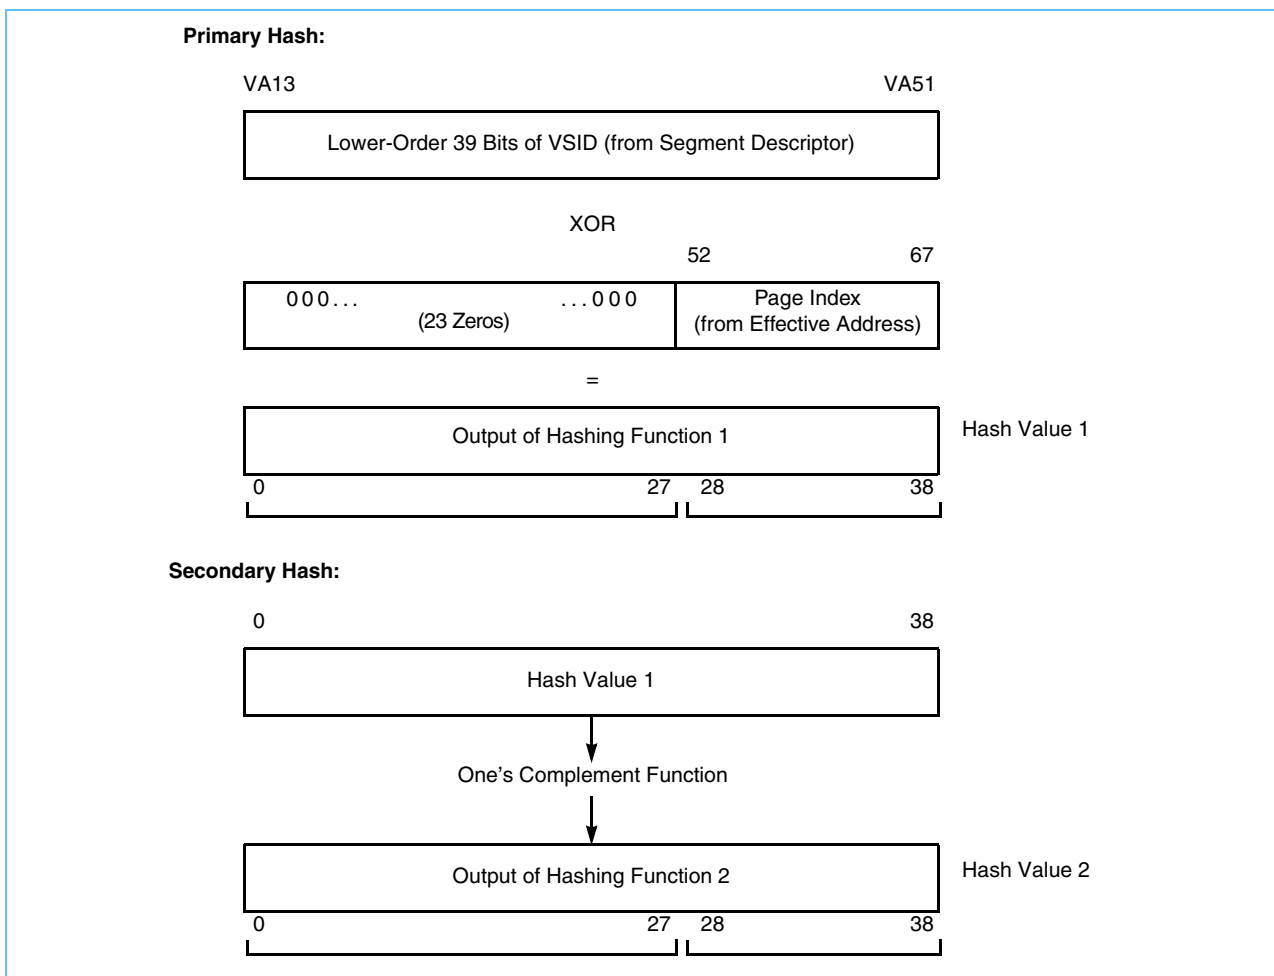 Primary Hash:
VA13 VA51
Lower-Order 39 Bits of VSID (from Segment Descriptor)
XOR
52 67
000... ...000
(23 Zeros)
Page Index
(from Effective Address)
=
Output of Hashing Function 1
Hash Value 1
0 27 28 38
Secondary Hash:
0 38
Hash Value 1
One's Complement Function
Output of Hashing Function 2
Hash Value 2
0 27 28 38